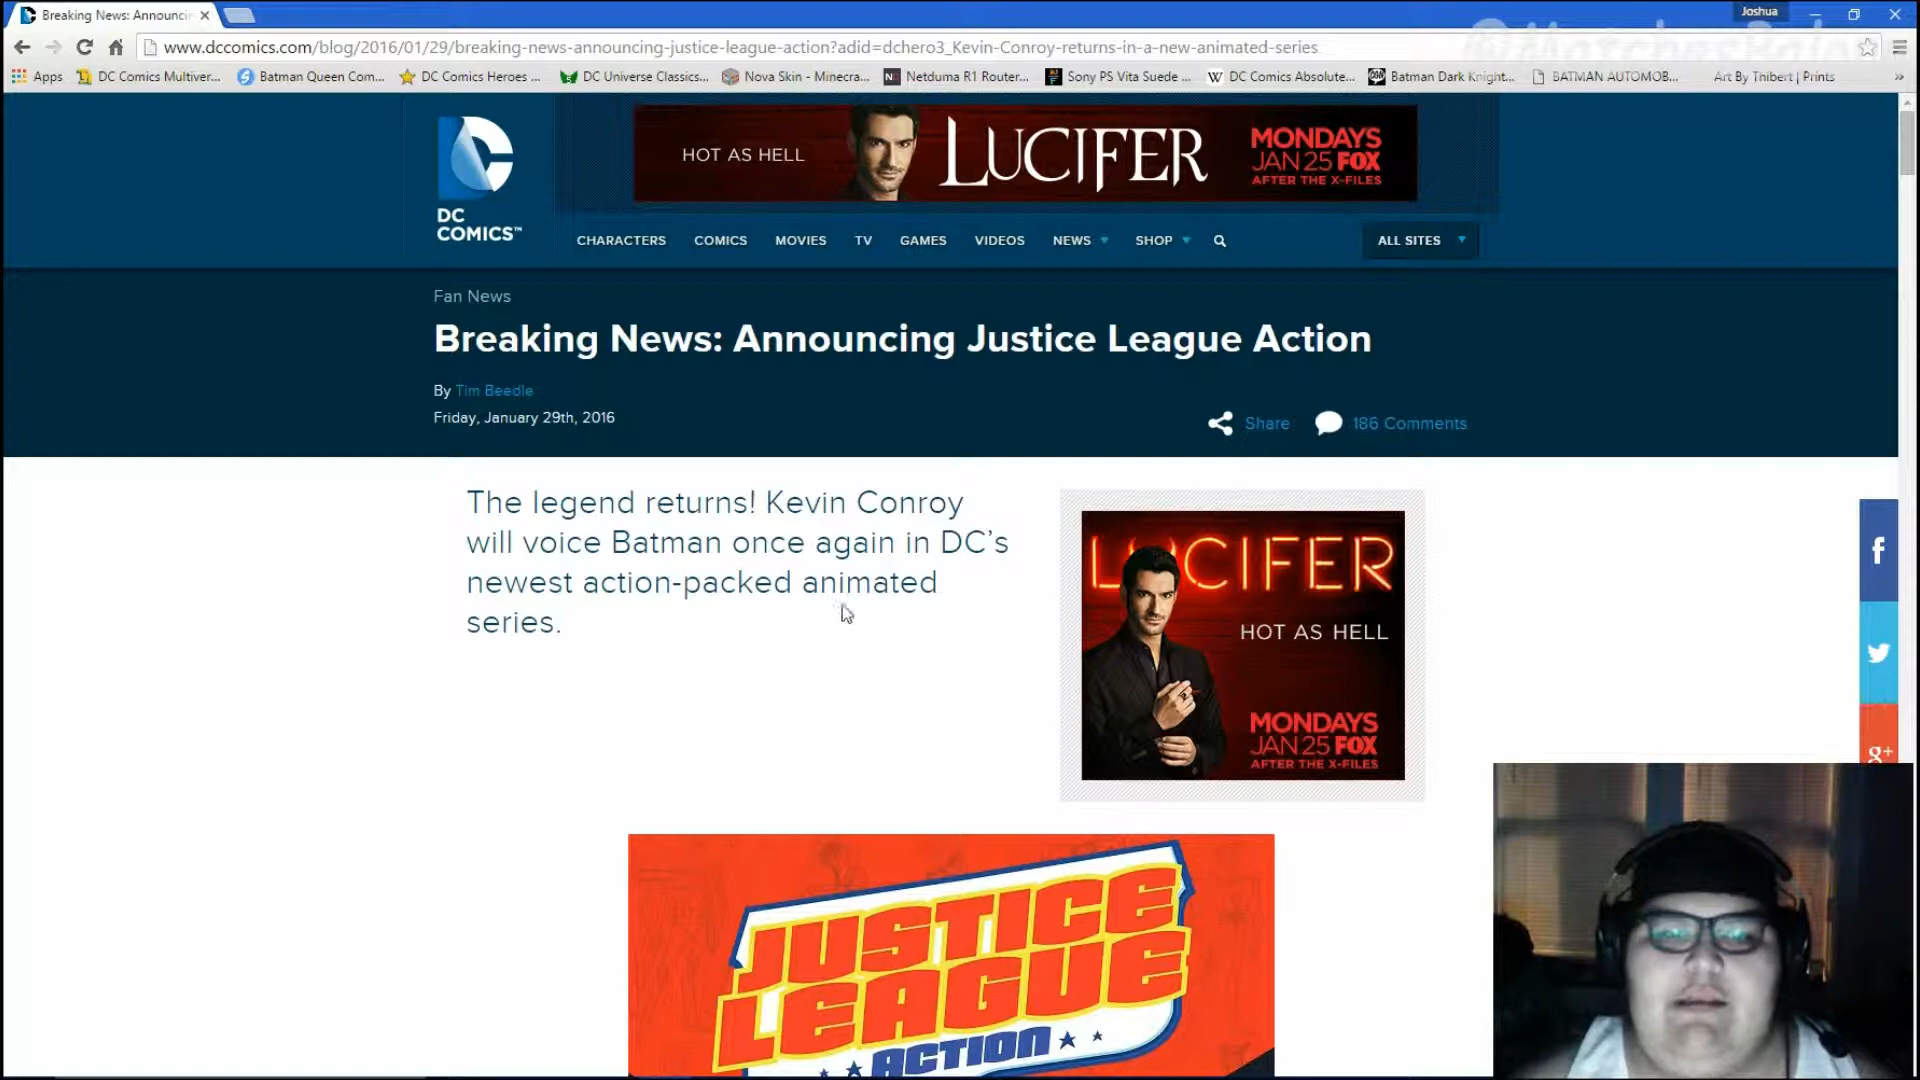 Breaking News: Announcin
Joshua
www.dccomics.com/blog/2016/01/29/breaking-news-announcing-justice-league-action?adid=dchero3_Kevin-Conroy-returns-in-a-new-animated-series
Apps
DC Comics Multiver...
Batman Queen Com...
DC Comics Heroes ...
DC Universe Classics...
Nova Skin - Minecra...
Netduma R1 Router...
Sony PS Vita Suede ...
DC Comics Absolute...
Batman Dark Knight...
BATMAN AUTOMOB...
Art By Thibert | Prints
HOT AS HELL
LUCIFER
MONDAYS
JAN 25 FOX
AFTER THE X-FILES
DC
COMICS™
CHARACTERS
COMICS
MOVIES
TV
GAMES
VIDEOS
NEWS
SHOP
ALL SITES
Fan News
Breaking News: Announcing Justice League Action
By Tim Beedle
Friday, January 29th, 2016
Share
186 Comments
The legend returns! Kevin Conroy
will voice Batman once again in DC's
newest action-packed animated
series.
LUCIFER
HOT AS HELL
MONDAYS
JAN 25 FOX
AFTER THE X-FILES
f
g+
JUSTICE
LEAGUE
ACTION